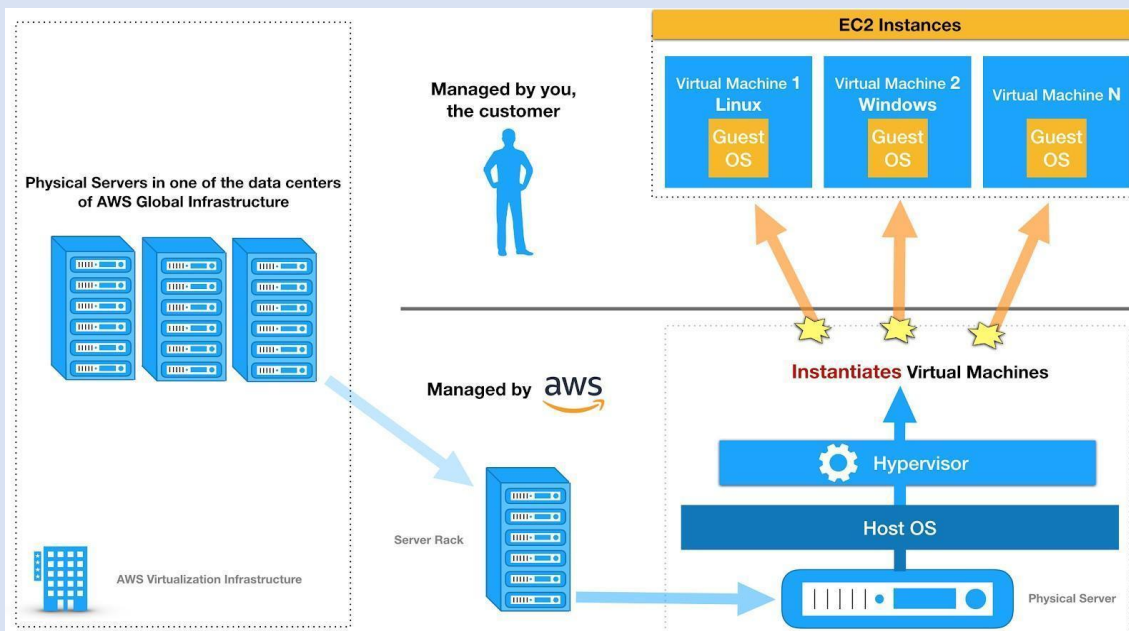 EC2 Instances
Virtual Machine 1
Linux
Guest
OS
Virtual Machine 2
Windows
Guest
OS
Virtual Machine N
Guest
OS
Managed by you,
the customer
Physical Servers in one of the data centers
of AWS Global Infrastructure
Instantiates Virtual Machines
Managed by aws
Hypervisor
Host OS
Server Rack
AWS Virtualization Infrastructure
Physical Server